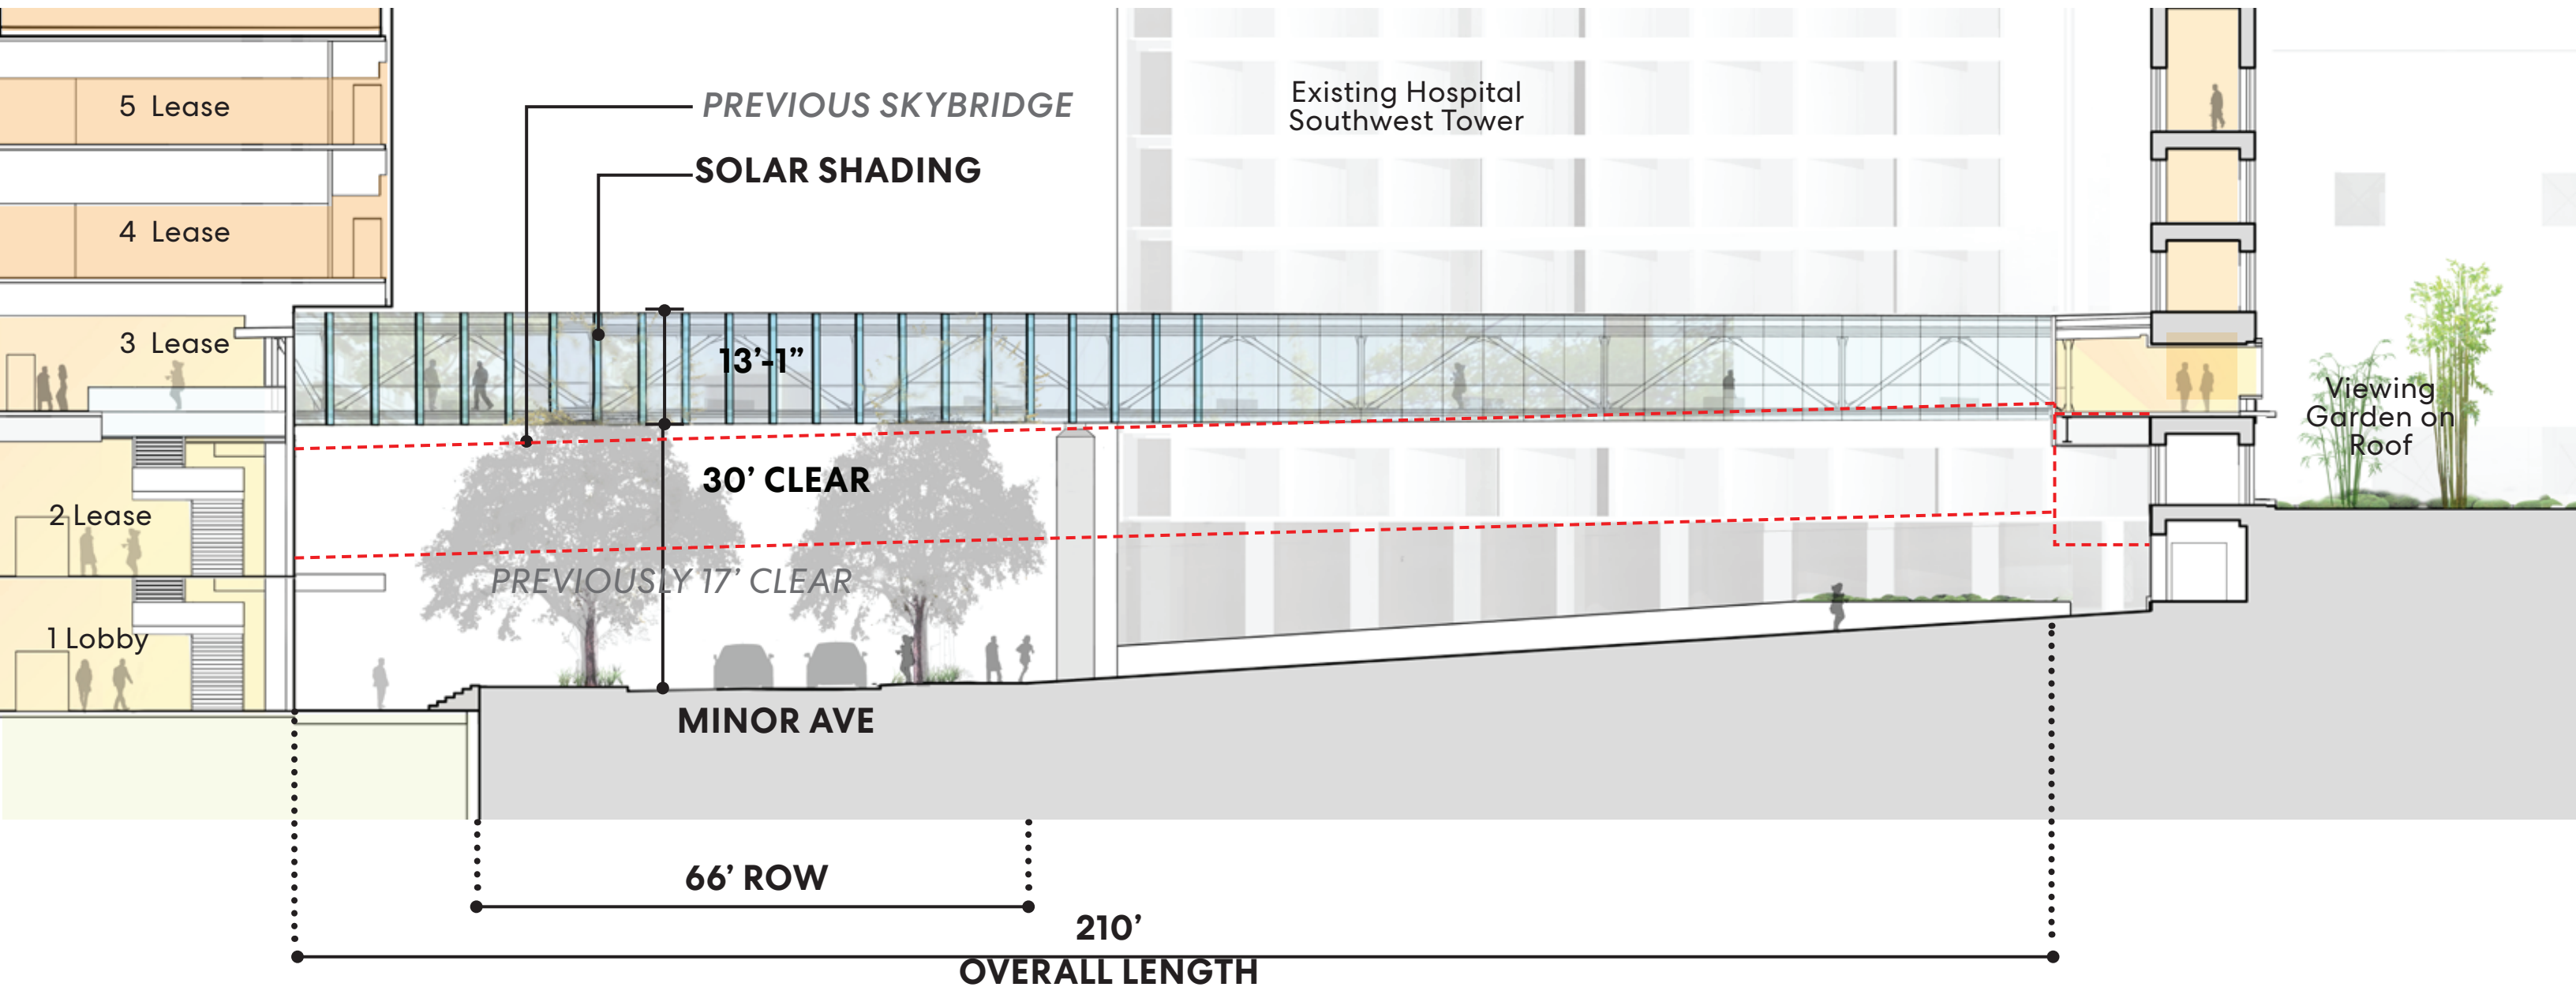 5 Lease
PREVIOUS SKYBRIDGE
Existing Hospital
Southwest Tower
SOLAR SHADING
4 Lease
3 Lease
13’-1”
Viewing
Garden on
Roof
30’ CLEAR
2 Lease
PREVIOUSLY 17’ CLEAR
1 Lobby
MINOR AVE
66’ ROW
210’
OVERALL LENGTH